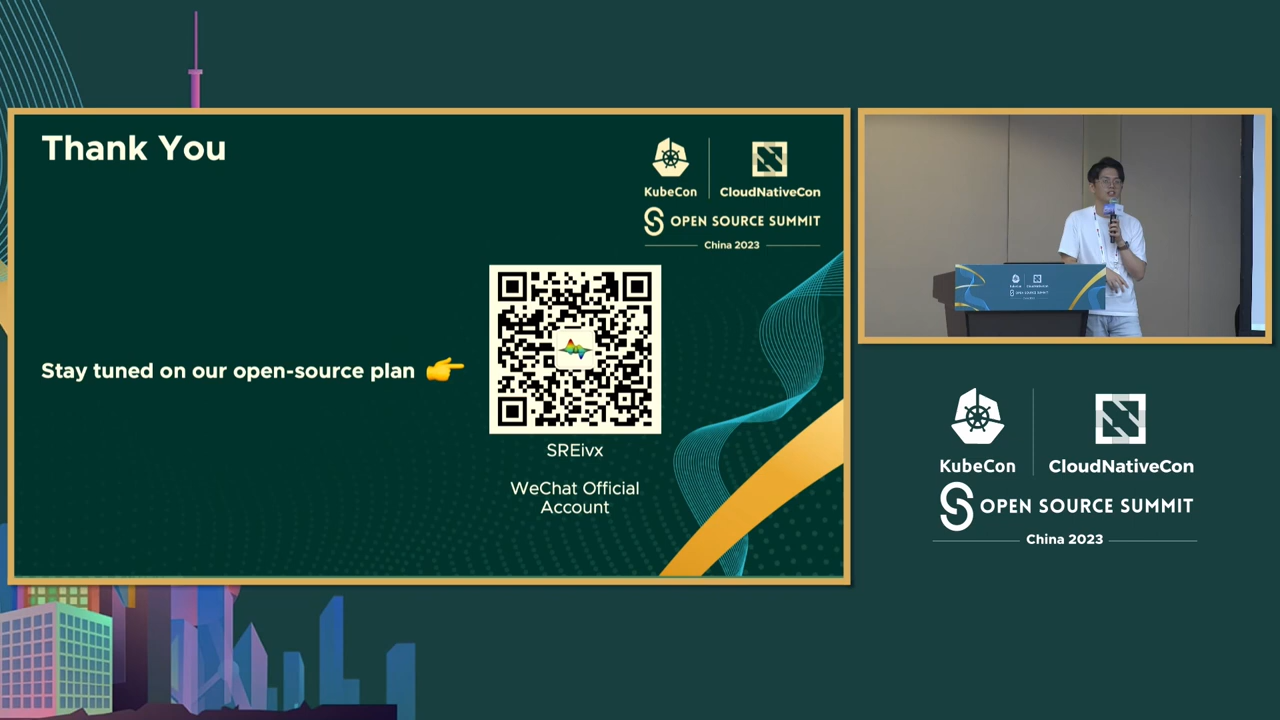 Thank You
KubeCon
CloudNativeCon
OPEN SOURCE SUMMIT
China 2023
Stay tuned on our open-source plan
SREivx
WeChat Official
Account
KubeCon
CloudNativeCon
OPEN SOURCE SUMMIT
China 2023